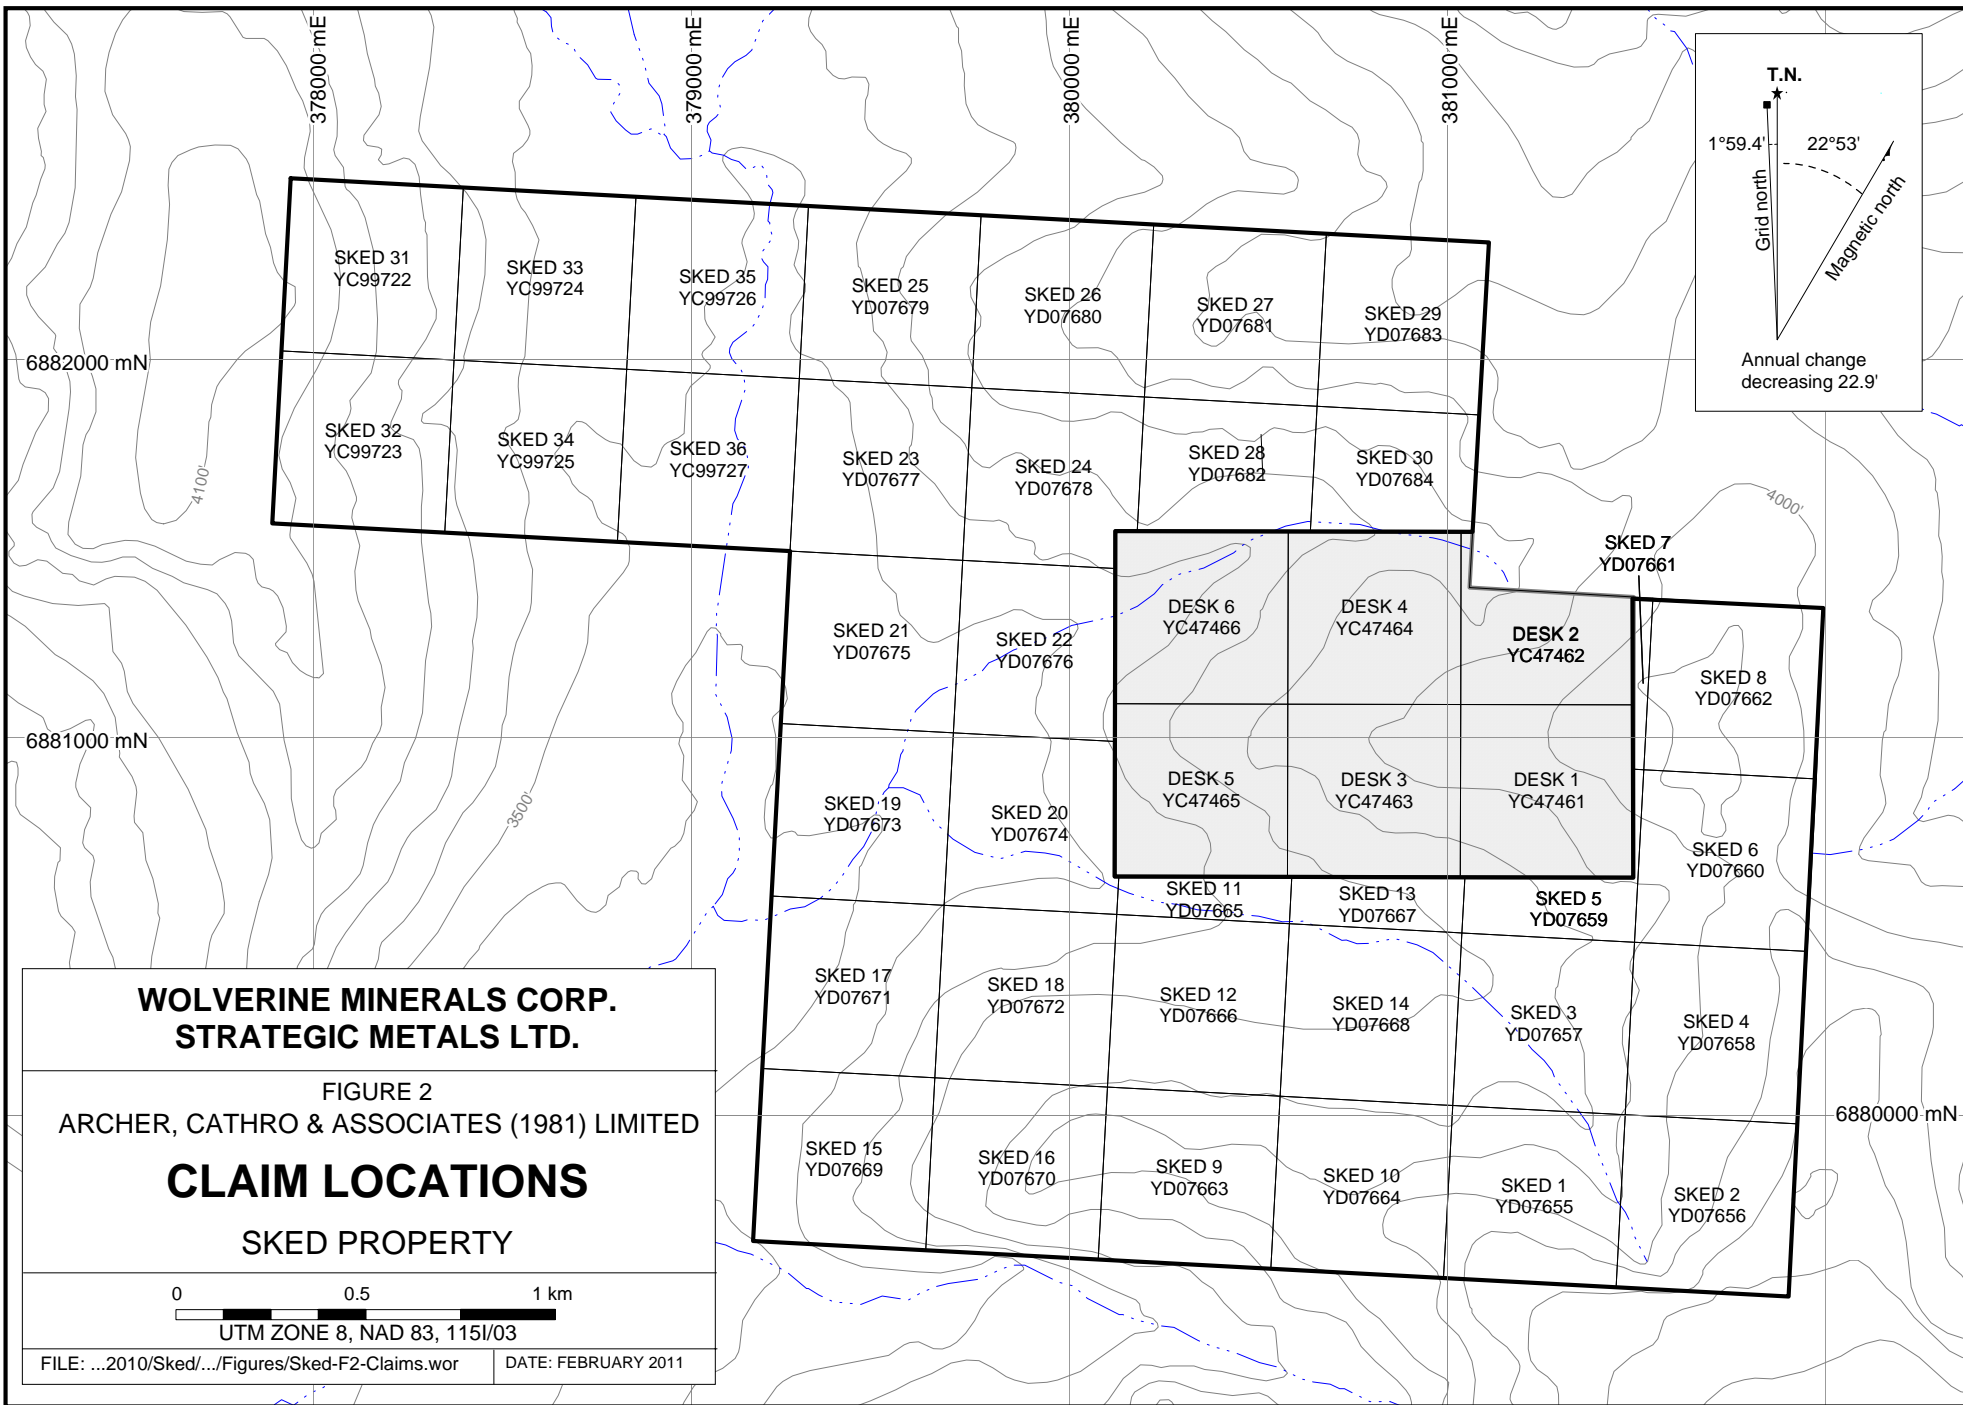 378000 mE
379000 mE
380000 mE
381000 mE
T.N.
1°59.4'
22°53'
Grid north
Magnetic north
Annual change
decreasing 22.9'
6882000 mN
6881000 mN
6880000 mN
4100'
3500'
4000'
SKED 31
YC99722
SKED 33
YC99724
SKED 35
YC99726
SKED 25
YD07679
SKED 26
YD07680
SKED 27
YD07681
SKED 29
YD07683
SKED 32
YC99723
SKED 34
YC99725
SKED 36
YC99727
SKED 23
YD07677
SKED 24
YD07678
SKED 28
YD07682
SKED 30
YD07684
SKED 7
YD07661
SKED 21
YD07675
SKED 22
YD07676
DESK 6
YC47466
DESK 4
YC47464
DESK 2
YC47462
SKED 8
YD07662
SKED 19
YD07673
SKED 20
YD07674
DESK 5
YC47465
DESK 3
YC47463
DESK 1
YC47461
SKED 6
YD07660
SKED 11
YD07665
SKED 13
YD07667
SKED 5
YD07659
SKED 17
YD07671
SKED 18
YD07672
SKED 12
YD07666
SKED 14
YD07668
SKED 3
YD07657
SKED 4
YD07658
SKED 15
YD07669
SKED 16
YD07670
SKED 9
YD07663
SKED 10
YD07664
SKED 1
YD07655
SKED 2
YD07656
WOLVERINE MINERALS CORP.
STRATEGIC METALS LTD.
FIGURE 2
ARCHER, CATHRO & ASSOCIATES (1981) LIMITED
CLAIM LOCATIONS
SKED PROPERTY
0 0.5 1 km
UTM ZONE 8, NAD 83, 115I/03
FILE: ...2010/Sked/.../Figures/Sked-F2-Claims.wor
DATE: FEBRUARY 2011